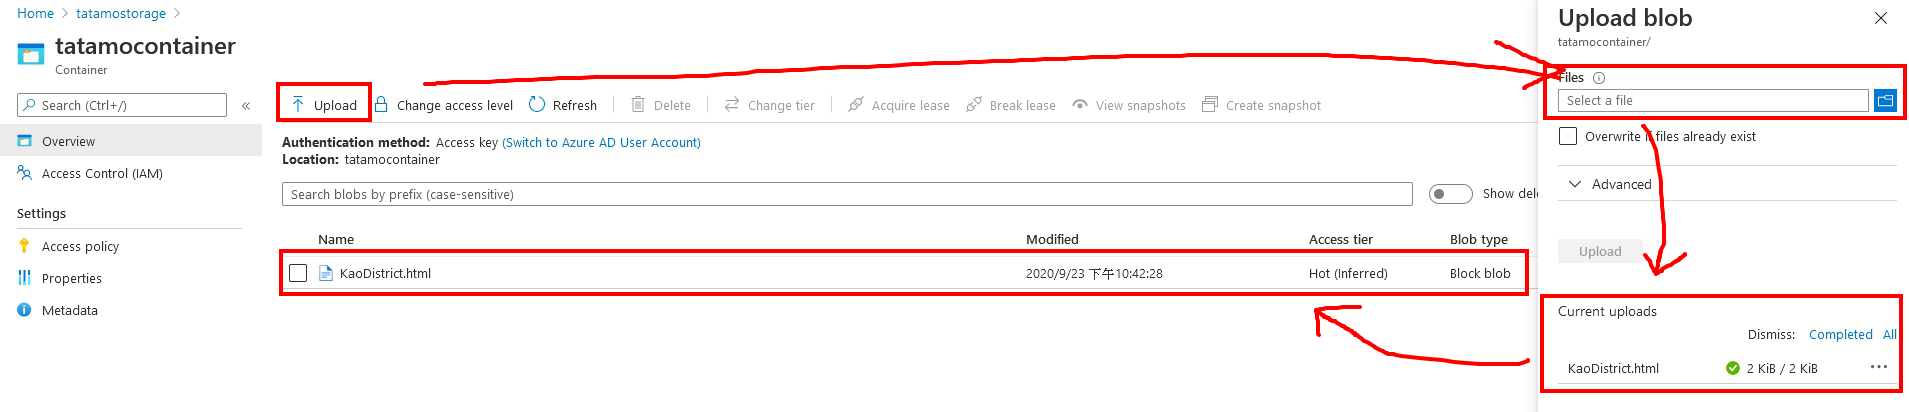 Home > tatamostorage >
tatamocontainer
Container
Search (Ctrl+/) «
Overview
Access Control (IAM)
Settings
Access policy
Properties
Metadata
Upload Change access level Refresh Delete Change tier Acquire lease Break lease View snapshots Create snapshot
Authentication method: Access key (Switch to Azure AD User Account)
Location: tatamocontainer
Search blobs by prefix (case-sensitive)
Show del
Name Modified Access tier Blob type
KaoDistrict.html 2020/9/23 下午10:42:28 Hot (Inferred) Block blob
Upload blob
tatamocontainer/
Files
Select a file
Overwrite if files already exist
Advanced
Upload
Current uploads
Dismiss: Completed All
KaoDistrict.html 2 KiB / 2 KiB ...